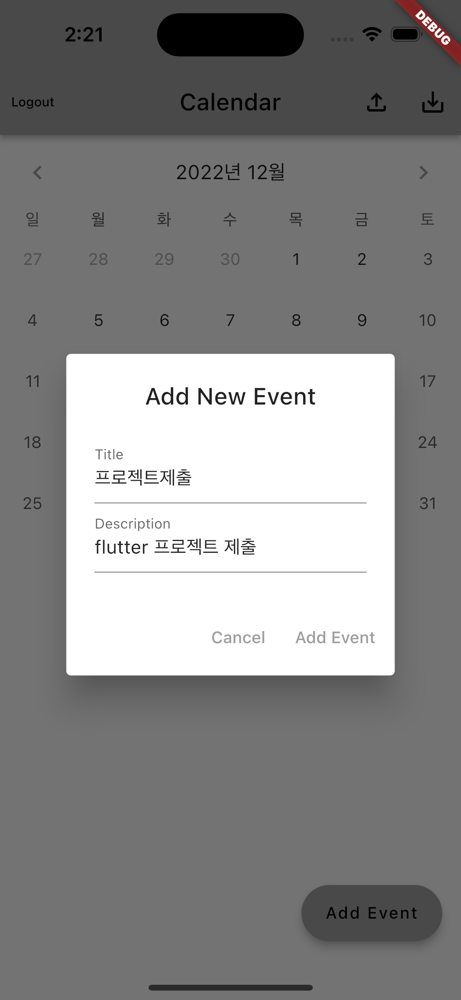 2:21
DEBUG
Logout
Calendar
2022년 12월
일 월 화 수 목 금 토
27 28 29 30 1 2 3
4 5 6 7 8 9 10
11 17
18 24
25 31
Add New Event
Title
프로젝트제출
Description
flutter 프로젝트 제출
Cancel Add Event
Add Event